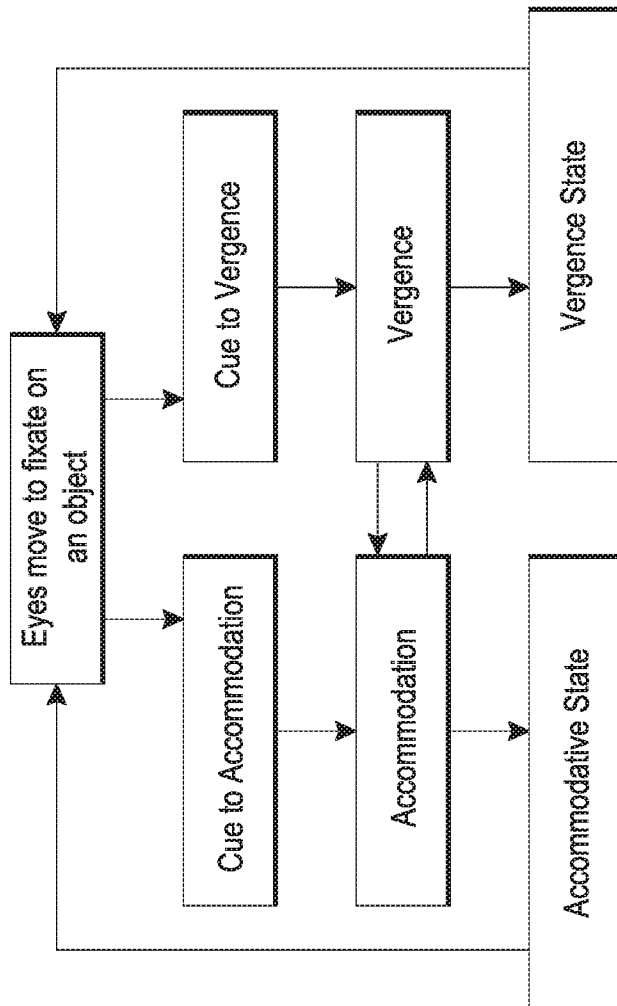 Eyes move to fixate on
an object
Cue to Accommodation
Cue to Vergence
Accommodation
Vergence
Accommodative State
Vergence State